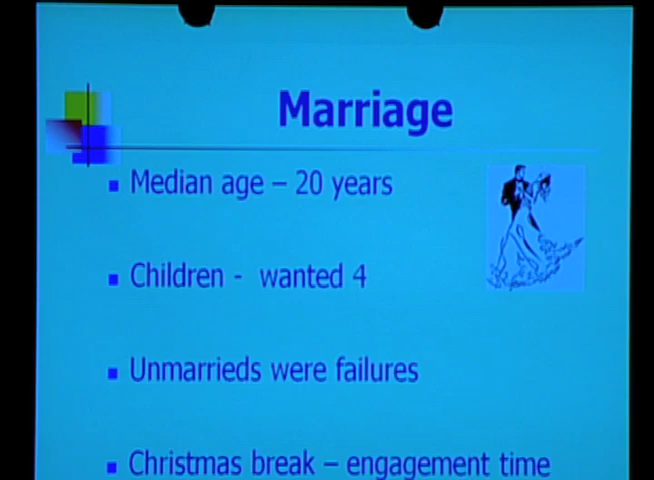 Marriage
Median age – 20 years
Children - wanted 4
Unmarrieds were failures
Christmas break – engagement time